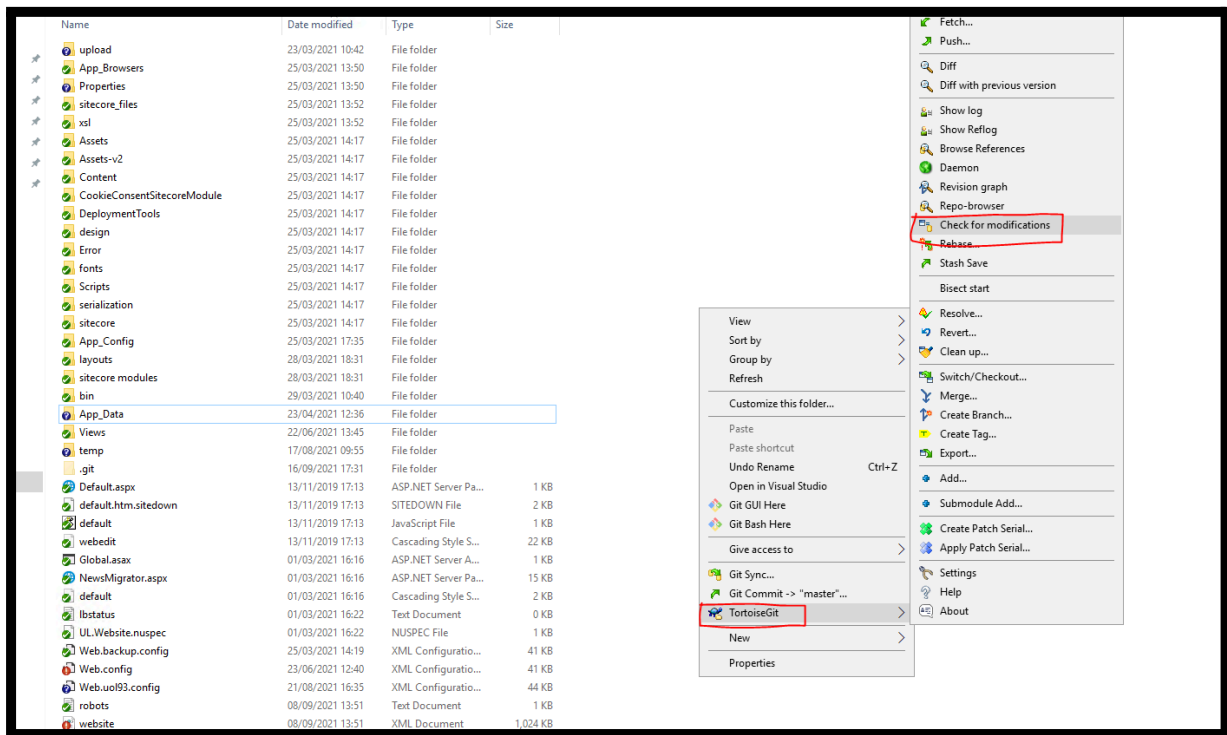 Name Date modified Type Size
upload 23/03/2021 10:42 File folder
App_Browsers 25/03/2021 13:50 File folder
Properties 25/03/2021 13:50 File folder
sitecore_files 25/03/2021 13:52 File folder
xsl 25/03/2021 13:52 File folder
Assets 25/03/2021 14:17 File folder
Assets-v2 25/03/2021 14:17 File folder
Content 25/03/2021 14:17 File folder
CookieConsentSitecoreModule 25/03/2021 14:17 File folder
DeploymentTools 25/03/2021 14:17 File folder
design 25/03/2021 14:17 File folder
Error 25/03/2021 14:17 File folder
fonts 25/03/2021 14:17 File folder
Scripts 25/03/2021 14:17 File folder
serialization 25/03/2021 14:17 File folder
sitecore 25/03/2021 14:17 File folder
App_Config 25/03/2021 17:35 File folder
layouts 28/03/2021 18:31 File folder
sitecore modules 28/03/2021 18:31 File folder
bin 29/03/2021 10:40 File folder
App_Data 23/04/2021 12:36 File folder
Views 22/06/2021 13:45 File folder
temp 17/08/2021 09:55 File folder
.git 16/09/2021 17:31 File folder
Default.aspx 13/11/2019 17:13 ASP.NET Server Pa... 1 KB
default.htm.sitedown 13/11/2019 17:13 SITEDOWN File 2 KB
default 13/11/2019 17:13 JavaScript File 1 KB
webedit 13/11/2019 17:13 Cascading Style S... 22 KB
Global.asax 01/03/2021 16:16 ASP.NET Server A... 1 KB
NewsMigrator.aspx 01/03/2021 16:16 ASP.NET Server Pa... 15 KB
default 01/03/2021 16:16 Cascading Style S... 2 KB
lbstatus 01/03/2021 16:22 Text Document 0 KB
UL.Website.nuspec 01/03/2021 16:22 NUSPEC File 1 KB
Web.backup.config 25/03/2021 14:19 XML Configuratio... 41 KB
Web.config 23/06/2021 12:40 XML Configuratio... 41 KB
Web.uol93.config 21/08/2021 16:35 XML Configuratio... 44 KB
robots 08/09/2021 13:51 Text Document 1 KB
website 08/09/2021 13:51 XML Document 1,024 KB
View
Sort by
Group by
Refresh
Customize this folder...
Paste
Paste shortcut
Undo Rename Ctrl+Z
Open in Visual Studio
Git GUI Here
Git Bash Here
Give access to
Git Sync...
Git Commit -> "master"...
TortoiseGit
New
Properties
Fetch...
Push...
Diff
Diff with previous version
Show log
Show Reflog
Browse References
Daemon
Revision graph
Repo-browser
Check for modifications
Rebase...
Stash Save
Bisect start
Resolve...
Revert...
Clean up...
Switch/Checkout...
Merge...
Create Branch...
Create Tag...
Export...
Add...
Submodule Add...
Create Patch Serial...
Apply Patch Serial...
Settings
Help
About